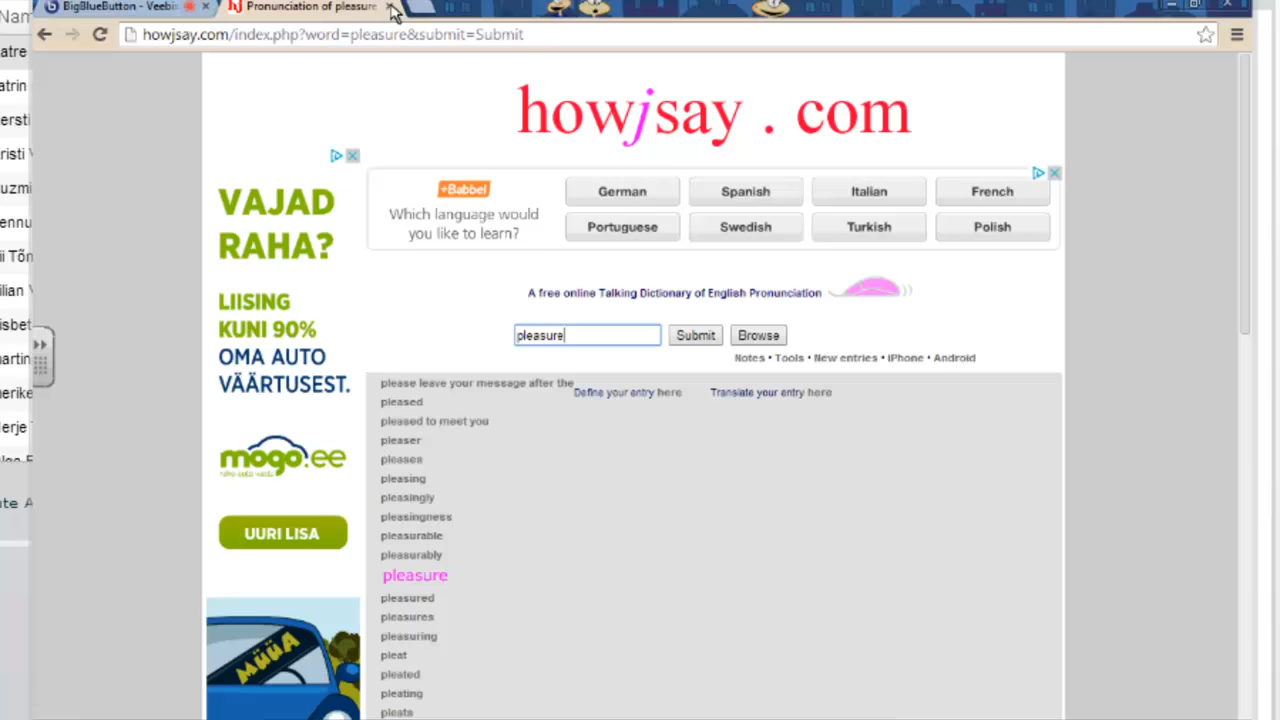 BigBlueButton - Veebis
Pronunciation of pleasure
howjsay.com/index.php?word=pleasure&submit=Submit
howjsay . com
VAJAD
RAHA?
LIISING
KUNI 90%
OMA AUTO
VÄÄRTUSEST.
mogo.ee
UURI LISA
MÜÜA
+Babbel
Which language would
you like to learn?
German Spanish Italian French
Portuguese Swedish Turkish Polish
A free online Talking Dictionary of English Pronunciation
pleasure Submit Browse
Notes • Tools • New entries • iPhone • Android
please leave your message after the
Define your entry here Translate your entry here
pleased
pleased to meet you
pleaser
pleases
pleasing
pleasingly
pleasingness
pleasurable
pleasurably
pleasure
pleasured
pleasures
pleasuring
pleat
pleated
pleating
pleats